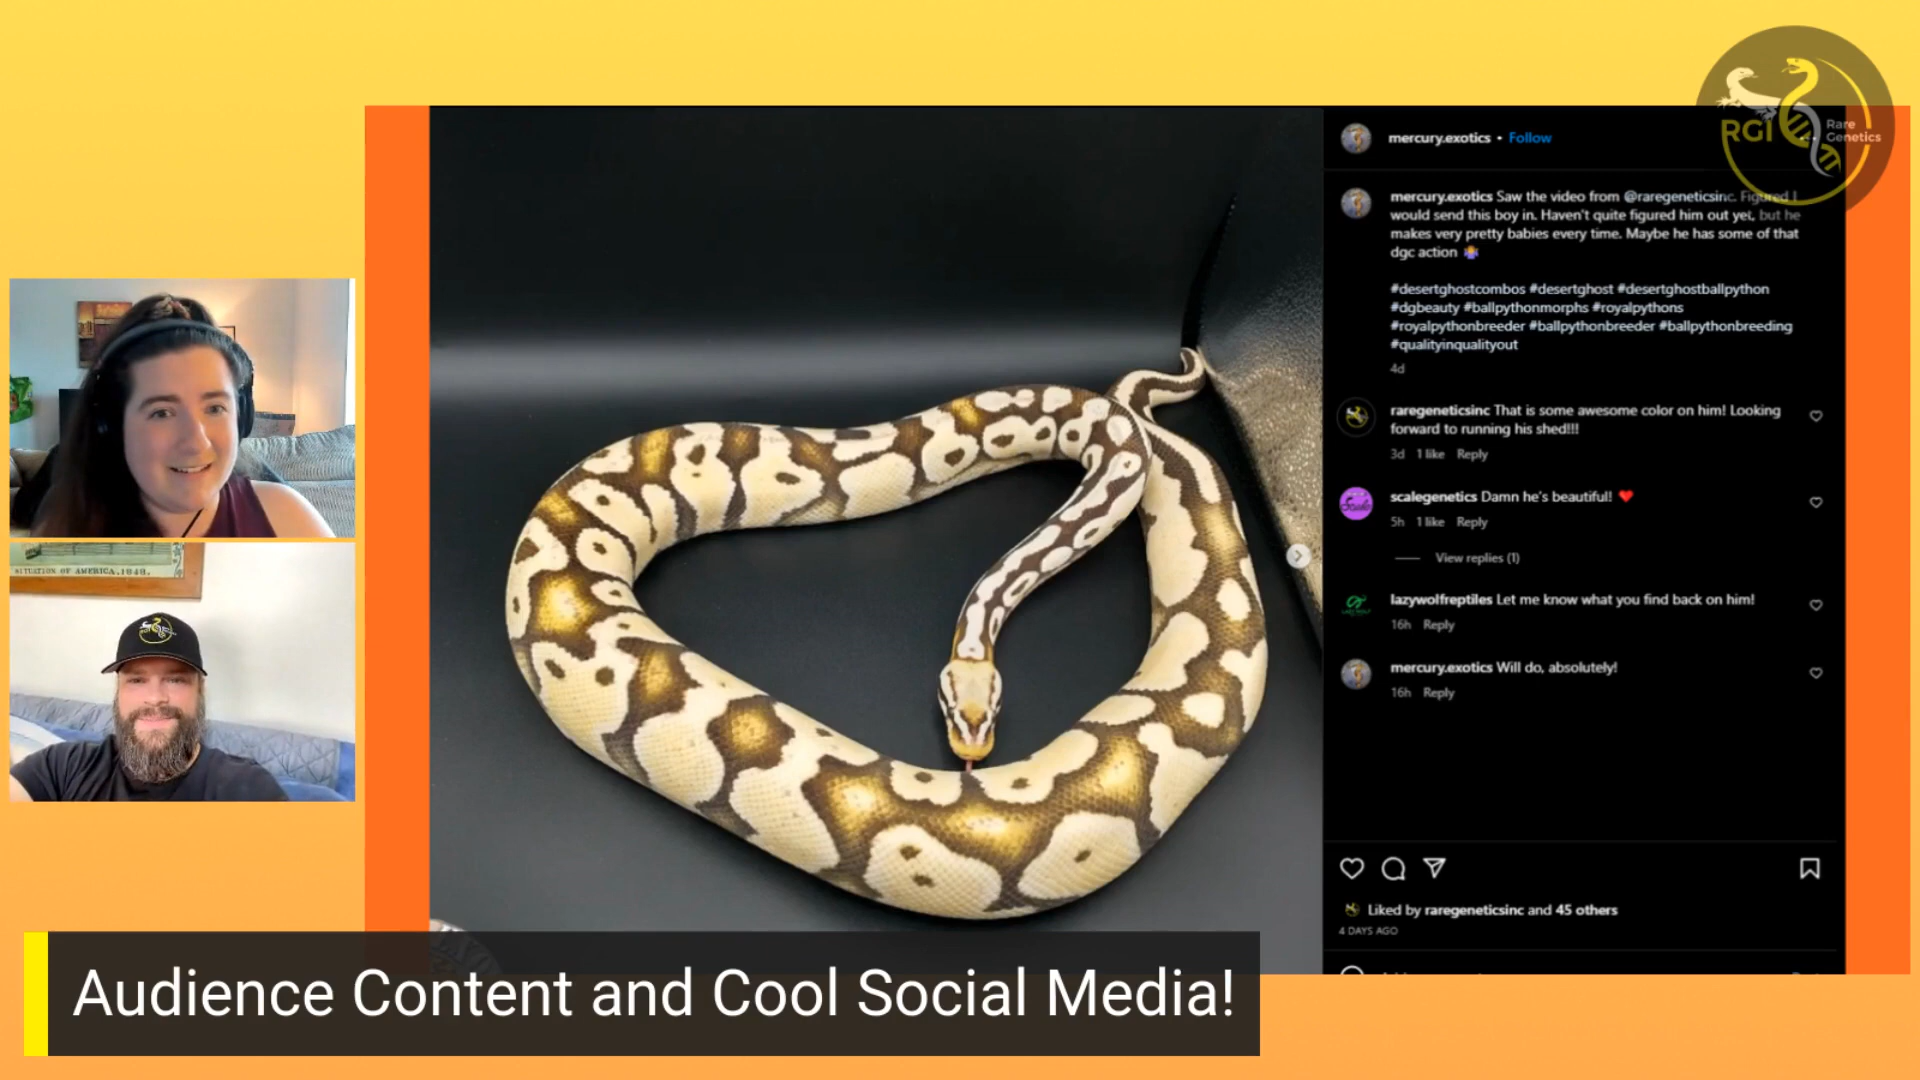 RGI Rare
Genetics
mercury.exotics • Follow
mercury.exotics Saw the video from @raregeneticsinc. Figured I
would send this boy in. Haven't quite figured him out yet, but he
makes very pretty babies every time. Maybe he has some of that
dgc action 🤷‍♀️
#desertghostcombos #desertghost #desertghostballpython
#dgbeauty #ballpythonmorphs #royalpythons
#royalpythonbreeder #ballpythonbreeder #ballpythonbreeding
#qualityinqualityout
4d
raregeneticsinc That is some awesome color on him! Looking
forward to running his shed!!!
3d 1 like Reply
scalegenetics Damn he's beautiful! ❤️
5h 1 like Reply
View replies (1)
lazywolfreptiles Let me know what you find back on him!
16h Reply
mercury.exotics Will do, absolutely!
16h Reply
Liked by raregeneticsinc and 45 others
4 DAYS AGO
SITUATION OF AMERICA, 1848.
RGI
Audience Content and Cool Social Media!